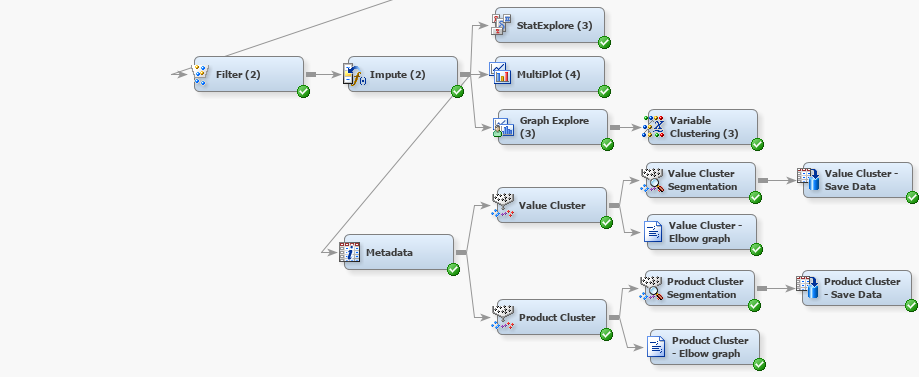 StatExplore (3)
Filter (2)
Impute (2)
MultiPlot (4)
Graph Explore
(3)
Variable
Clustering (3)
Value Cluster
Segmentation
Value Cluster -
Save Data
Value Cluster
Value Cluster -
Elbow graph
Metadata
Product Cluster
Segmentation
Product Cluster
- Save Data
Product Cluster
Product Cluster
- Elbow graph